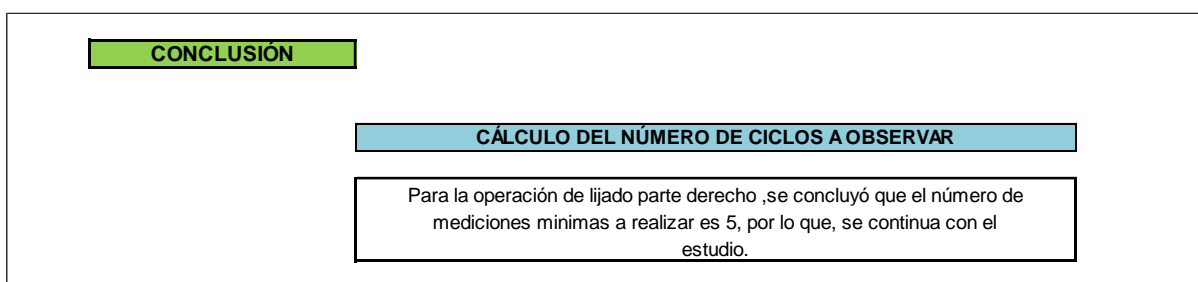 CONCLUSIÓN
CÁLCULO DEL NÚMERO DE CICLOS A OBSERVAR
Para la operación de lijado parte derecho ,se concluyó que el número de
mediciones minimas a realizar es 5, por lo que, se continua con el
estudio.